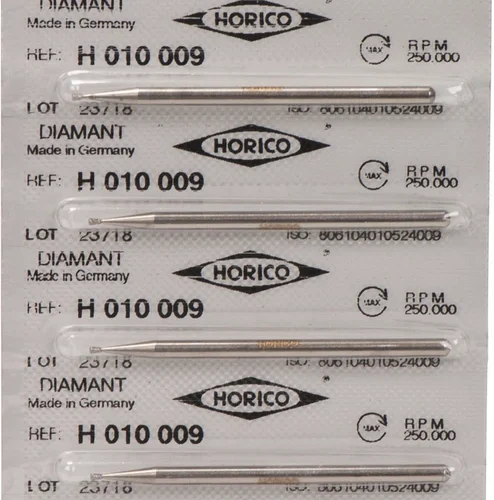 DIAMANT
HORICO
Made in Germany
REF: H 010 009
MAX
RPM
250.000
LOT 23718
ISO: 806104010524009
DIAMANT
HORICO
Made in Germany
REF: H 010 009
MAX
RPM
250.000
LOT 23718
ISO: 806104010524009
DIAMANT
HORICO
Made in Germany
REF: H 010 009
MAX
RPM
250.000
HORICO
LOT 23718
ISO: 806104010524009
DIAMANT
HORICO
Made in Germany
REF: H 010 009
MAX
RPM
250.000
LOT 23718
ISO: 806104010524009